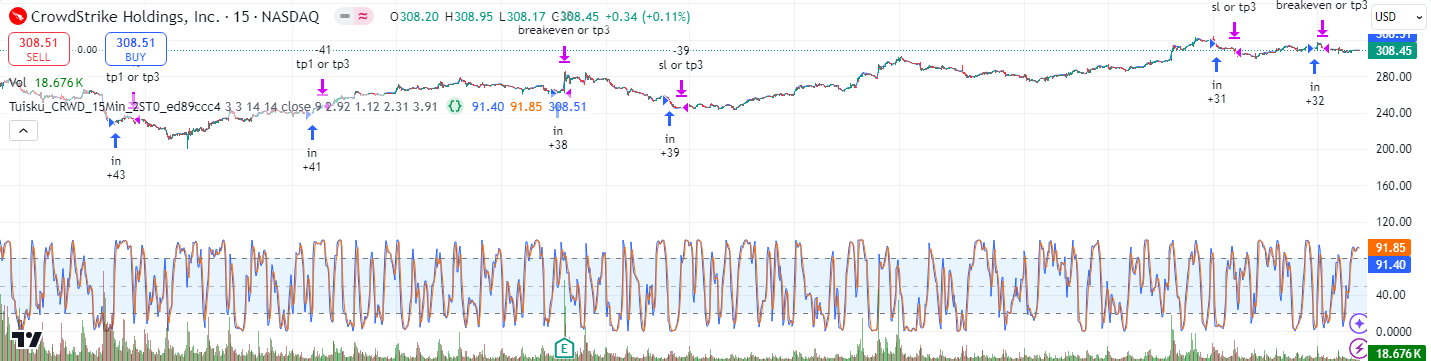 CrowdStrike Holdings, Inc. · 15 · NASDAQ O308.20 H308.95 L308.17 C308.45 +0.34 (+0.11%)
308.51 SELL 0.00 308.51 BUY
Vol 18.676K
Tuisku_CRWD_15Min_2ST0_ed89ccc4 3 3 14 14 close 9 2.92 1.12 2.31 3.91 {} 91.40 91.85 308.51
tp1 or tp3
in
+43
-41
tp1 or tp3
in
+41
breakeven or tp3
in
+38
-39
sl or tp3
in
+39
sl or tp3
in
+31
breakeven or tp3
in
+32
USD
308.51
308.45
280.00
240.00
200.00
160.00
120.00
91.85
91.40
40.00
0.0000
18.676K
E